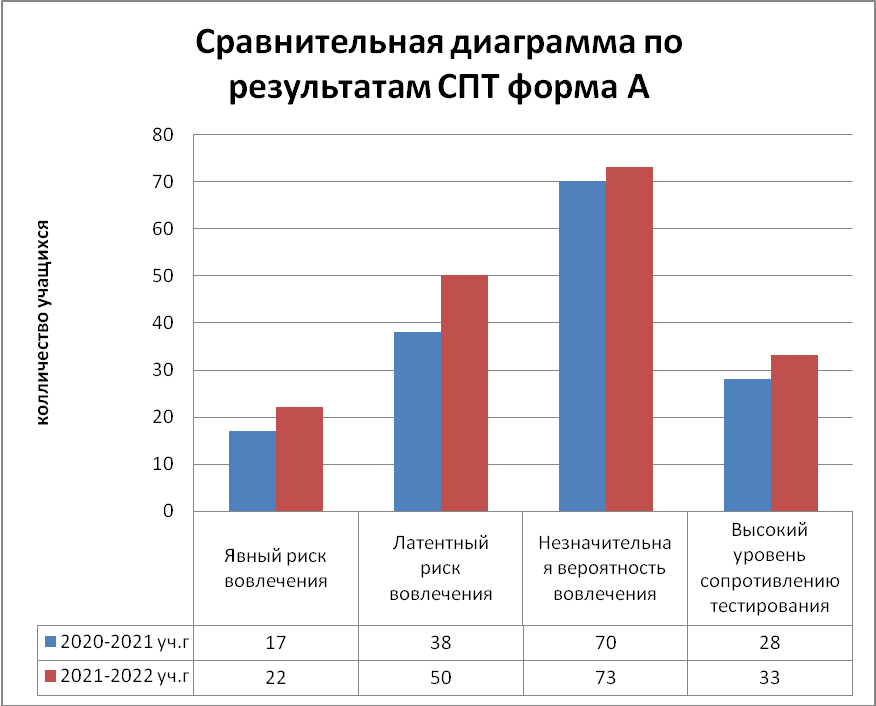 Сравнительная диаграмма по
результатам СПТ форма А
колличество учащихся
80
70
60
50
40
30
20
10
0
Явный риск
вовлечения
Латентный
риск
вовлечения
Незначительна
я вероятность
вовлечения
Высокий
уровень
сопротивлению
тестирования
2020-2021 уч.г 17 38 70 28
2021-2022 уч.г 22 50 73 33